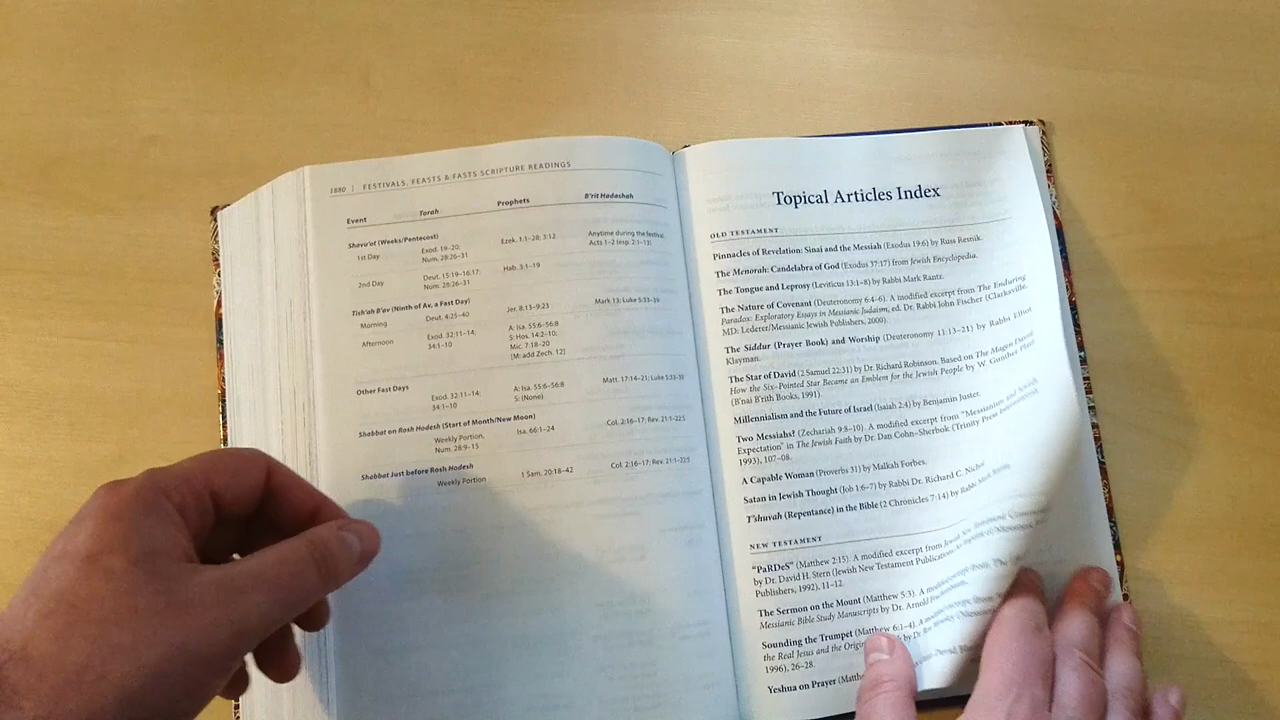 1880 | FESTIVALS, FEASTS & FASTS SCRIPTURE READINGS
Event Torah Prophets B'rit Hadashah
Shavu'ot (Weeks/Pentecost)
1st Day Exod. 19–20; Ezek. 1:1–28; 3:12 Anytime during the festival.
Num. 28:26–31 Acts 1–2 (esp. 2:1–13)
2nd Day Deut. 15:19–16:17; Hab. 3:1–19
Num. 28:26–31
Tish'ah B'av (Ninth of Av, a Fast Day)
Morning Deut. 4:25–40 Jer. 8:13–9:23 Mark 13; Luke 5:33–39
Afternoon Exod. 32:11–14; A: Isa. 55:6–56:8
34:1–10 S: Hos. 14:2–10;
Mic. 7:18–20
[M: add Zech. 12]
Other Fast Days
Exod. 32:11–14; A: Isa. 55:6–56:8 Matt. 17:14–21; Luke 5:33–39
34:1–10 S: (None)
Shabbat on Rosh Hodesh (Start of Month/New Moon)
Weekly Portion, Isa. 66:1–24 Col. 2:16–17; Rev. 21:1–22:5
Num. 28:9–15
Shabbat Just before Rosh Hodesh
Weekly Portion 1 Sam. 20:18–42 Col. 2:16–17; Rev. 21:1–22:5
Topical Articles Index
OLD TESTAMENT
Pinnacles of Revelation: Sinai and the Messiah (Exodus 19:6) by Russ Resnik.
The Menorah: Candelabra of God (Exodus 37:17) from Jewish Encyclopedia.
The Tongue and Leprosy (Leviticus 13:1–8) by Rabbi Mark Rantz.
The Nature of Covenant (Deuteronomy 6:4–6). A modified excerpt from The Enduring
Paradox: Exploratory Essays in Messianic Judaism, ed. Dr. Rabbi John Fischer (Clarksville,
MD: Lederer/Messianic Jewish Publishers, 2000).
The Siddur (Prayer Book) and Worship (Deuteronomy 11:13–21) by Rabbi Elliot
Klayman.
The Star of David (2 Samuel 22:31) by Dr. Richard Robinson. Based on The Magen David:
How the Six-Pointed Star Became an Emblem for the Jewish People by W. Gunther Plaut
(B'nai B'rith Books, 1991).
Millennialism and the Future of Israel (Isaiah 2:4) by Benjamin Juster.
Two Messiahs? (Zechariah 9:8–10). A modified excerpt from "Messianism and Jewish
Expectation" in The Jewish Faith by Dr. Dan Cohn-Sherbok (Trinity Press International,
1993), 107–08.
A Capable Woman (Proverbs 31) by Malkah Forbes.
Satan in Jewish Thought (Job 1:6–7) by Rabbi Dr. Richard C. Nichol
T'shuvah (Repentance) in the Bible (2 Chronicles 7:14) by Rabbi Mark
NEW TESTAMENT
"PaRDeS" (Matthew 2:15). A modified excerpt from Jewish New Testament
by Dr. David H. Stern (Jewish New Testament Publications
Publishers, 1992), 11–12.
The Sermon on the Mount (Matthew 5:3). A
Messianic Bible Study Manuscripts by Dr. Arnold
Sounding the Trumpet (Matthew 6:1–4). A
the Real Jesus and the by Dr.
1996), 26–28.
Yeshua on Prayer